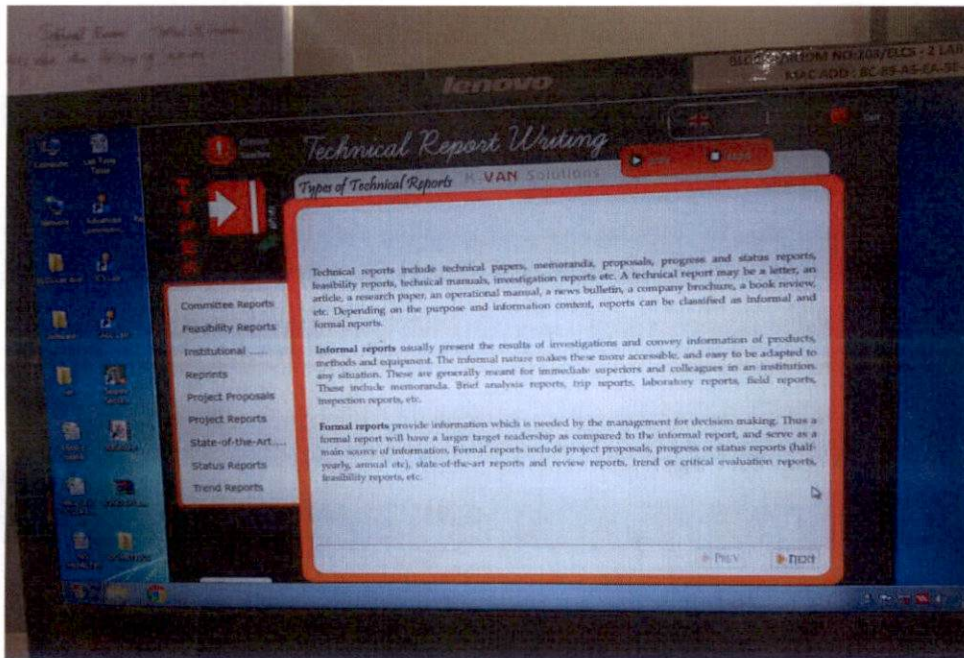 lenovo
MAC ADD :
Technical Report Writing
Types of Technical Reports
K VAN Solutions
Technical reports include technical papers, memoranda, proposals, progress and status reports,
feasibility reports, technical manuals, investigation reports etc. A technical report may be a letter, an
article, a research paper, an operational manual, a news bulletin, a company brochure, a book review,
etc. Depending on the purpose and information content, reports can be classified as informal and
formal reports.
Informal reports usually present the results of investigations and convey information of products,
methods and equipment. The informal nature makes these more accessible, and easy to be adapted to
any situation. These are generally meant for immediate superiors and colleagues in an institution.
These include memoranda. Brief analysis reports, trip reports, laboratory reports, field reports,
inspection reports, etc.
Formal reports provide information which is needed by the management for decision making. Thus a
formal report will have a larger target readership as compared to the informal report, and serve as a
main source of information. Formal reports include project proposals, progress or status reports (half-
yearly, annual etc), state-of-the-art reports and review reports, trend or critical evaluation reports,
feasibility reports, etc.
Committee Reports
Feasibility Reports
Institutional .....
Reprints
Project Proposals
Project Reports
State-of-the-Art....
Status Reports
Trend Reports
Prev
Next